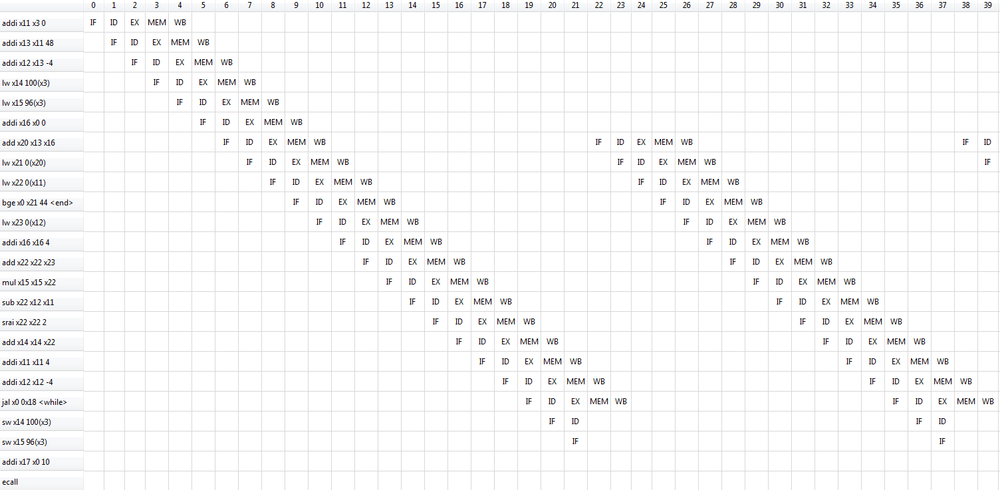 0 1 2 3 4 5 6 7 8 9 10 11 12 13 14 15 16 17 18 19 20 21 22 23 24 25 26 27 28 29 30 31 32 33 34 35 36 37 38 39
addi x11 x3 0 IF ID EX MEM WB
addi x13 x11 48 IF ID EX MEM WB
addi x12 x13 -4 IF ID EX MEM WB
lw x14 100(x3) IF ID EX MEM WB
lw x15 96(x3) IF ID EX MEM WB
addi x16 x0 0 IF ID EX MEM WB
add x20 x13 x16 IF ID EX MEM WB IF ID EX MEM WB IF ID
lw x21 0(x20) IF ID EX MEM WB IF ID EX MEM WB IF
lw x22 0(x11) IF ID EX MEM WB IF ID EX MEM WB
bge x0 x21 44 <end> IF ID EX MEM WB IF ID EX MEM WB
lw x23 0(x12) IF ID EX MEM WB IF ID EX MEM WB
addi x16 x16 4 IF ID EX MEM WB IF ID EX MEM WB
add x22 x22 x23 IF ID EX MEM WB IF ID EX MEM WB
mul x15 x15 x22 IF ID EX MEM WB IF ID EX MEM WB
sub x22 x12 x11 IF ID EX MEM WB IF ID EX MEM WB
srai x22 x22 2 IF ID EX MEM WB IF ID EX MEM WB
add x14 x14 x22 IF ID EX MEM WB IF ID EX MEM WB
addi x11 x11 4 IF ID EX MEM WB IF ID EX MEM WB
addi x12 x12 -4 IF ID EX MEM WB IF ID EX MEM WB
jal x0 0x18 <while> IF ID EX MEM WB IF ID EX MEM WB
sw x14 100(x3) IF ID IF ID
sw x15 96(x3) IF IF
addi x17 x0 10
ecall